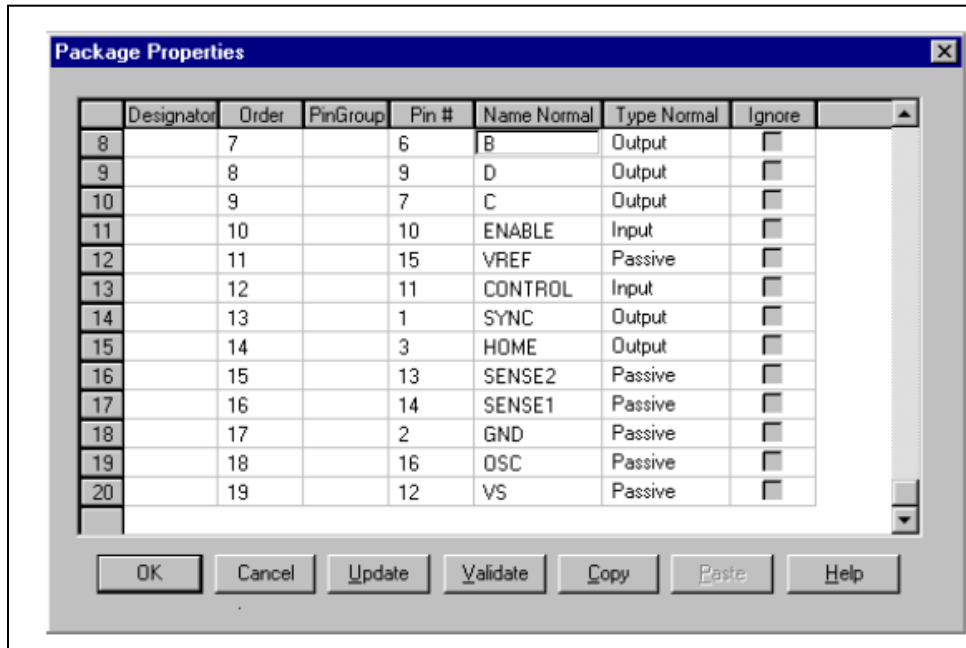 Package Properties
Designator Order PinGroup Pin # Name Normal Type Normal Ignore
8 7 6 B Output
9 8 9 D Output
10 9 7 C Output
11 10 10 ENABLE Input
12 11 15 VREF Passive
13 12 11 CONTROL Input
14 13 1 SYNC Output
15 14 3 HOME Output
16 15 13 SENSE2 Passive
17 16 14 SENSE1 Passive
18 17 2 GND Passive
19 18 16 OSC Passive
20 19 12 VS Passive
OK Cancel Update Validate Copy Paste Help